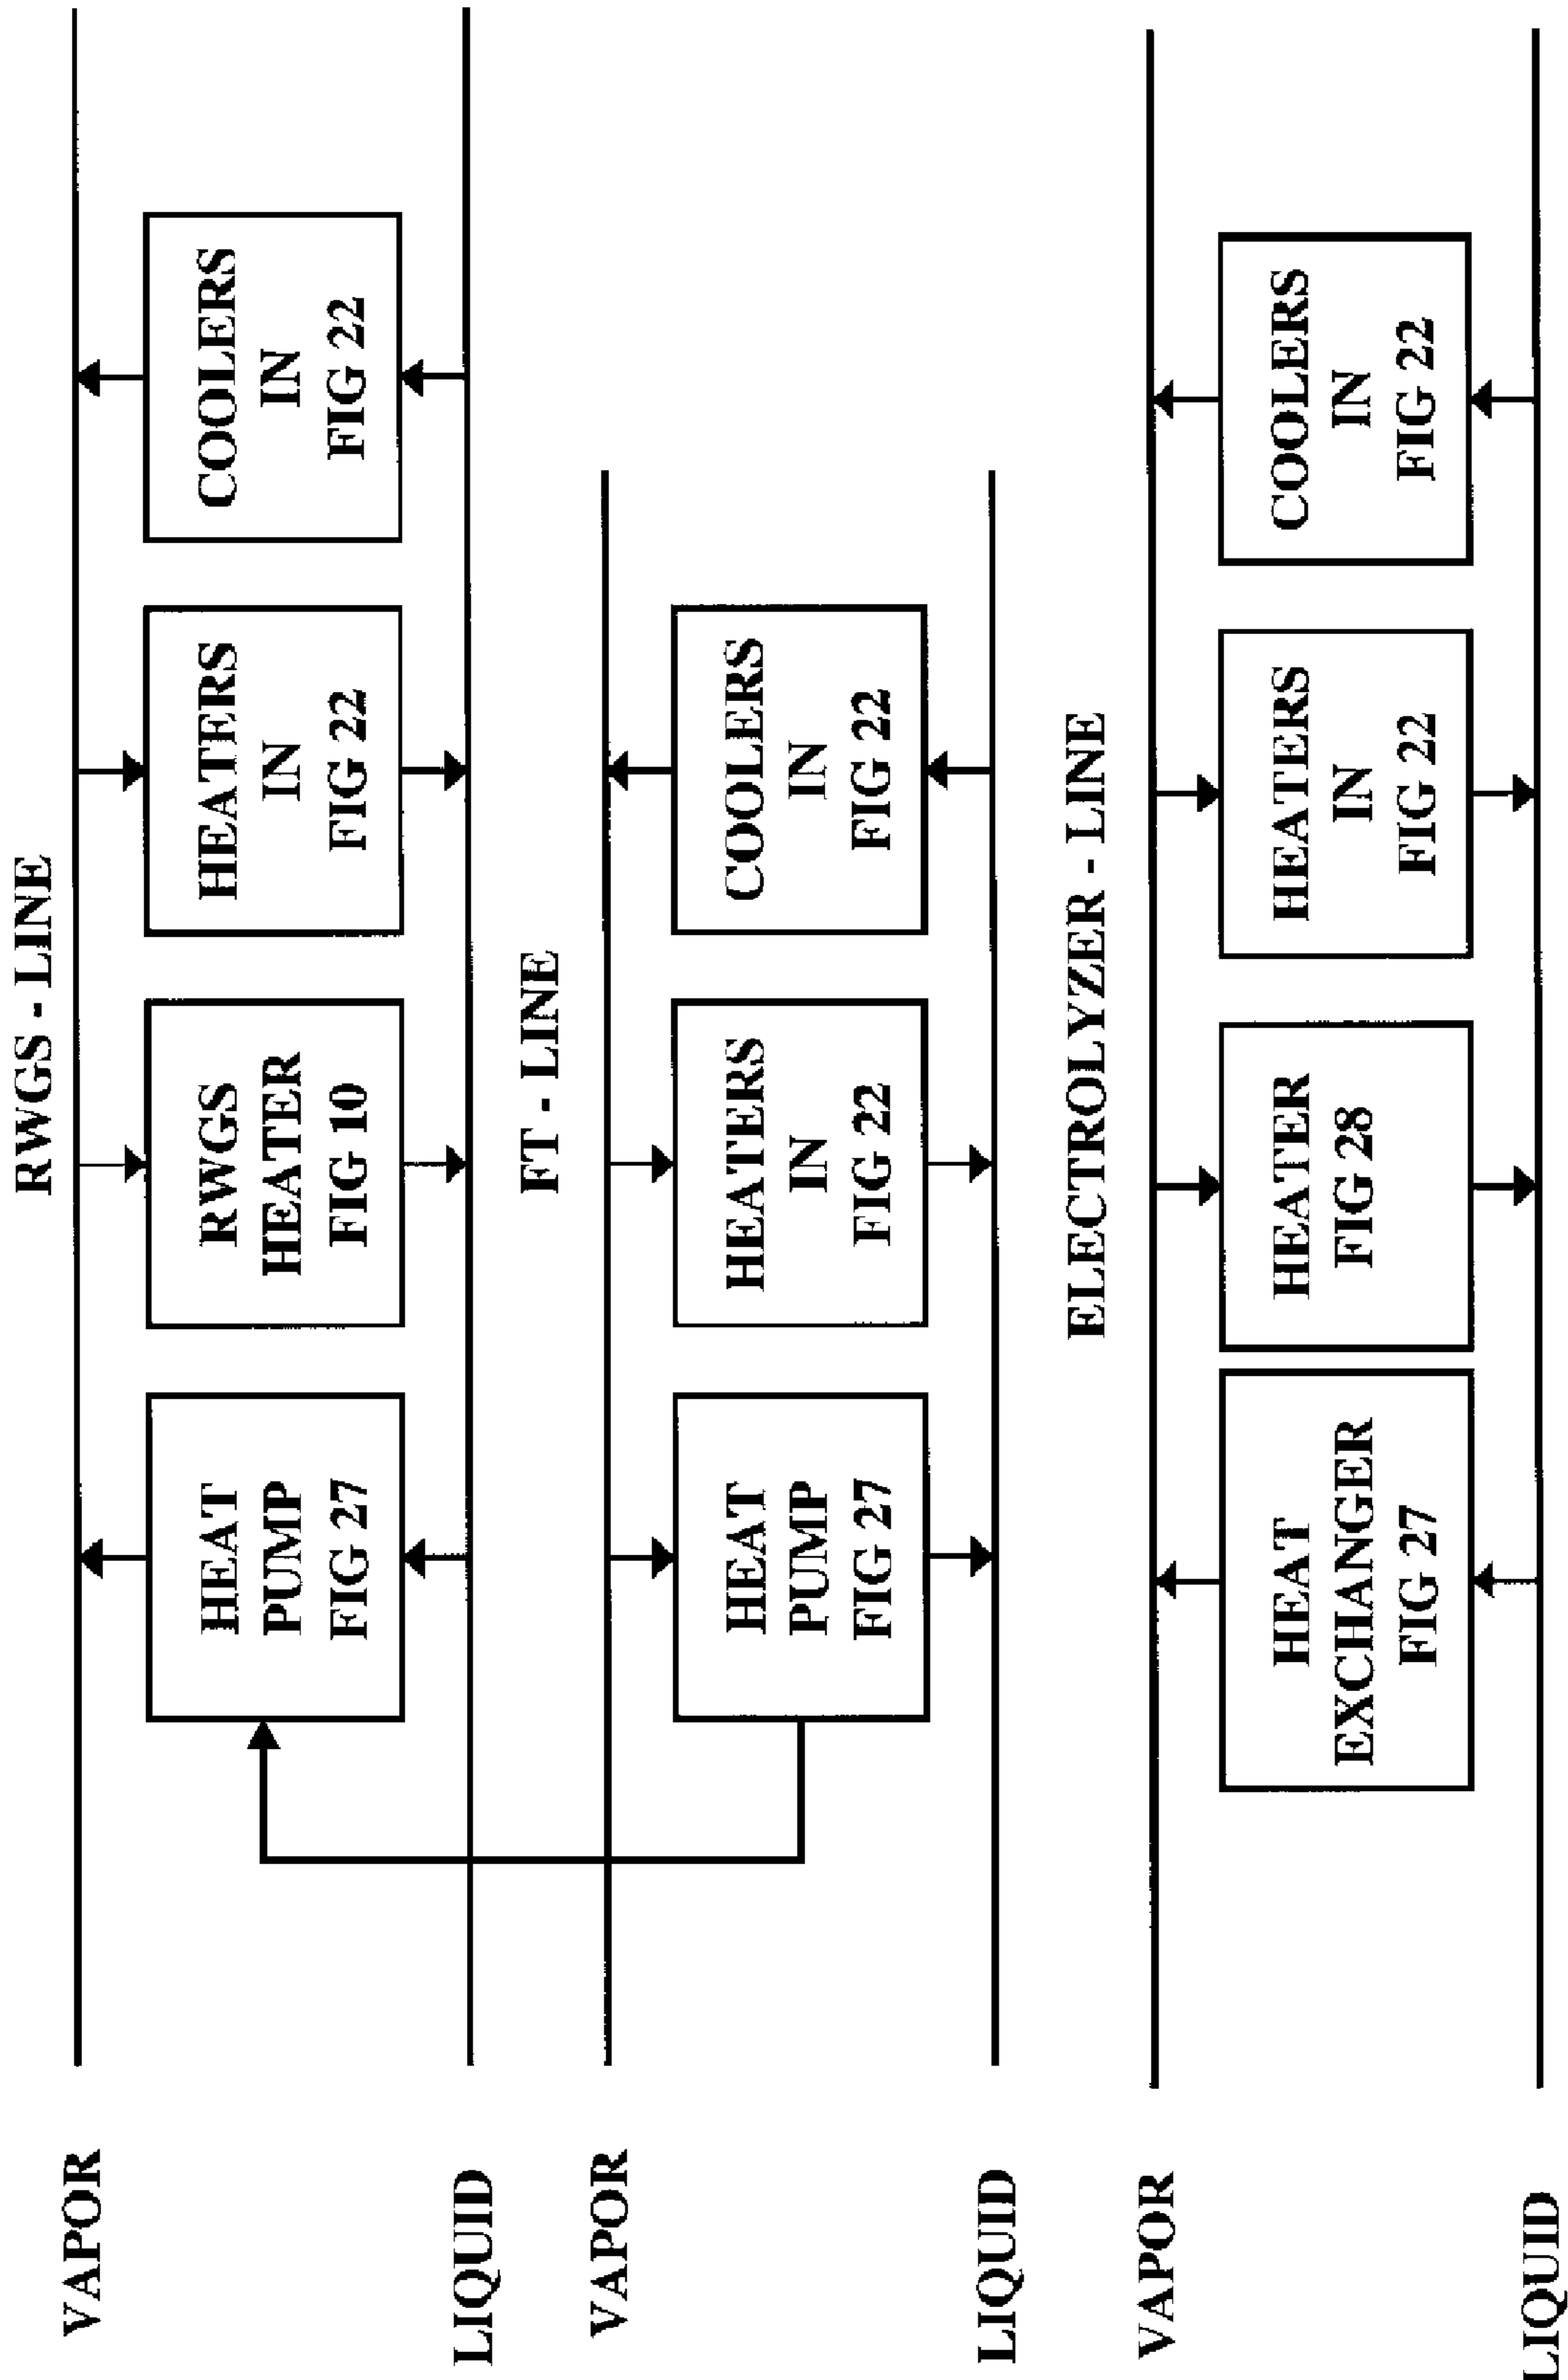 RWGS - LINE
VAPOR
HEAT
PUMP
FIG 27
RWGS
HEATER
FIG 10
HEATERS
IN
FIG 22
COOLERS
IN
FIG 22
LIQUID
FT - LINE
VAPOR
HEAT
PUMP
FIG 27
HEATERS
IN
FIG 22
COOLERS
IN
FIG 22
LIQUID
ELECTROLYZER - LINE
VAPOR
HEAT
EXCHANGER
FIG 27
HEATER
FIG 28
HEATERS
IN
FIG 22
COOLERS
IN
FIG 22
LIQUID